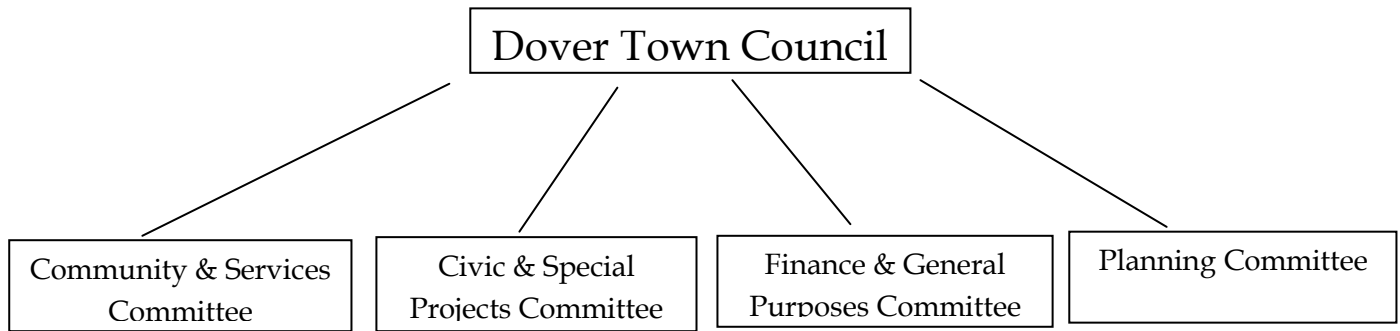 Dover Town Council
Community & Services
Committee
Civic & Special
Projects Committee
Finance & General
Purposes Committee
Planning Committee